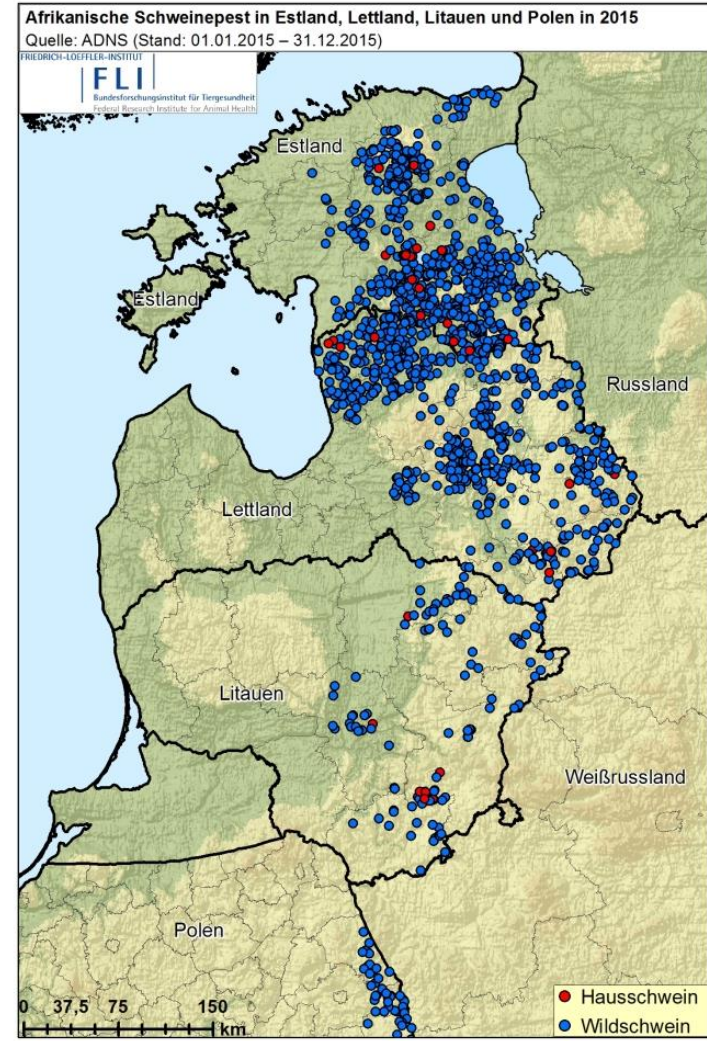 Afrikanische Schweinepest in Estland, Lettland, Litauen und Polen in 2015
Quelle: ADNS (Stand: 01.01.2015 – 31.12.2015)
FRIEDRICH-LOEFFLER-INSTITUT
FLI
Bundesforschungsinstitut für Tiergesundheit
Federal Research Institute for Animal Health
Estland
Estland
Russland
Lettland
Litauen
Weißrussland
Polen
0 37,5 75 150
km
Hausschwein
Wildschwein